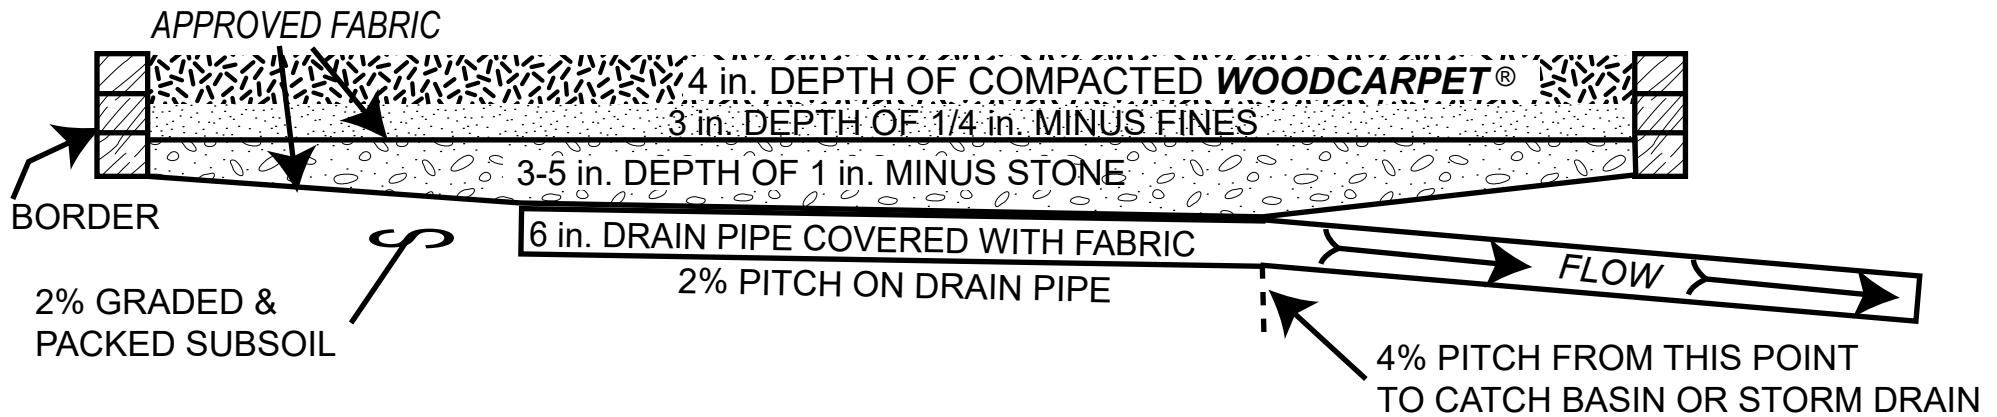 APPROVED FABRIC
4 in. DEPTH OF COMPACTED WOODCARPET®
3 in. DEPTH OF 1/4 in. MINUS FINES
3-5 in. DEPTH OF 1 in. MINUS STONE
BORDER
6 in. DRAIN PIPE COVERED WITH FABRIC
FLOW
2% PITCH ON DRAIN PIPE
2% GRADED &
PACKED SUBSOIL
4% PITCH FROM THIS POINT
TO CATCH BASIN OR STORM DRAIN